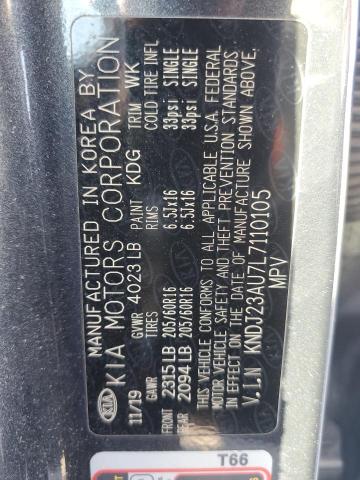 MANUFACTURED IN KOREA BY
KIA KIA MOTORS CORPORATION
11/19 GVWR 4023 LB PAINT KDG TRIM WK
GAWR TIRES RIMS COLD TIRE INFL
FRONT 2315 LB 205/60R16 6.5Jx16 33psi SINGLE
REAR 2094 LB 205/60R16 6.5Jx16 33psi SINGLE
THIS VEHICLE CONFORMS TO ALL APPLICABLE U.S.A. FEDERAL
MOTOR VEHICLE SAFETY AND THEFT PREVENTION STANDARDS
IN EFFECT ON THE DATE OF MANUFACTURE SHOWN ABOVE.
V.I.N KNDJ23AU7L7110105
MPV
T66